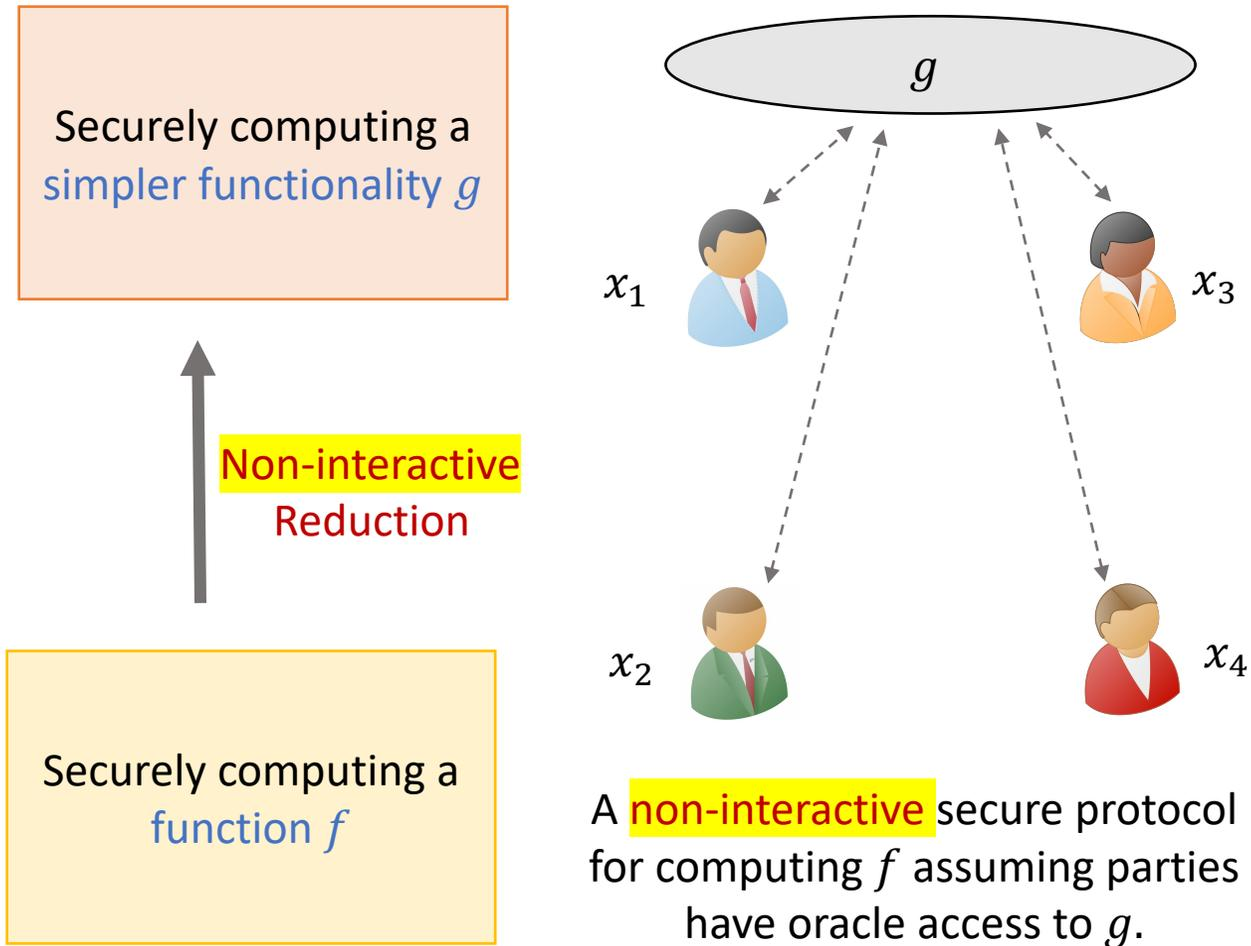 Securely computing a
simpler functionality g
Non-interactive
Reduction
Securely computing a
function f
g
x₁
x₃
x₂
x₄
A non-interactive secure protocol
for computing f assuming parties
have oracle access to g.